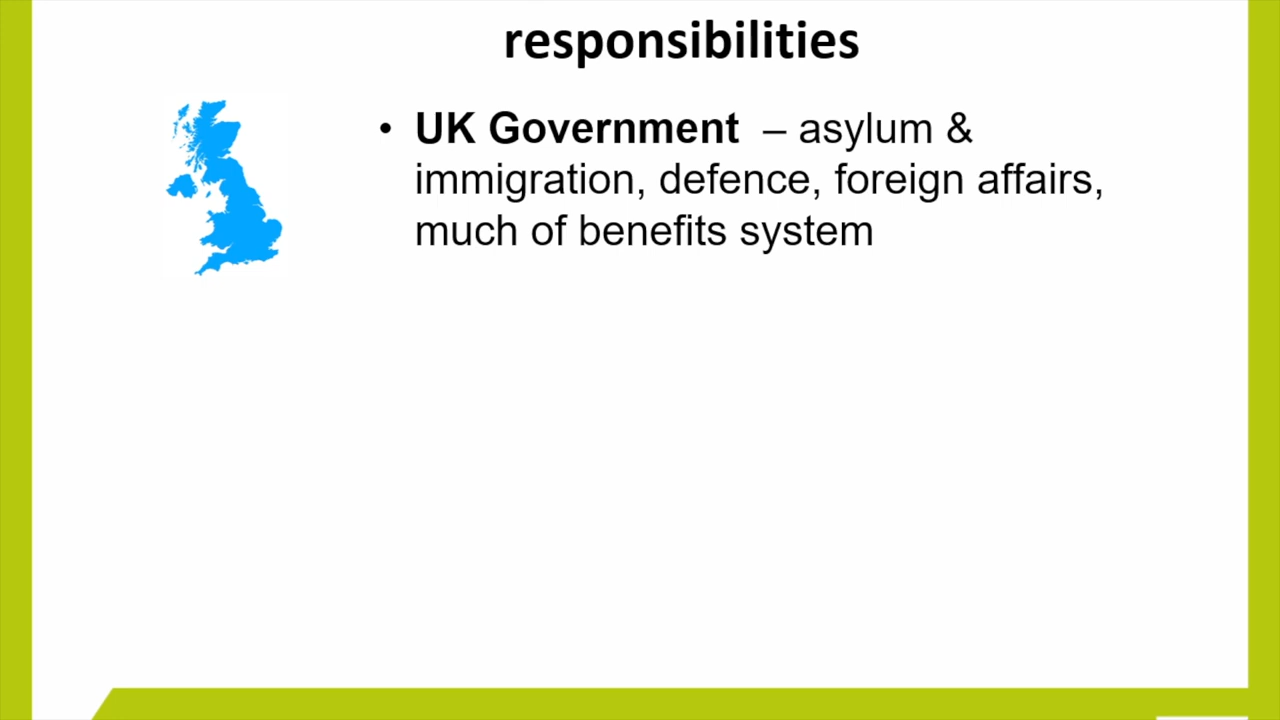 responsibilities
• UK Government – asylum &
immigration, defence, foreign affairs,
much of benefits system